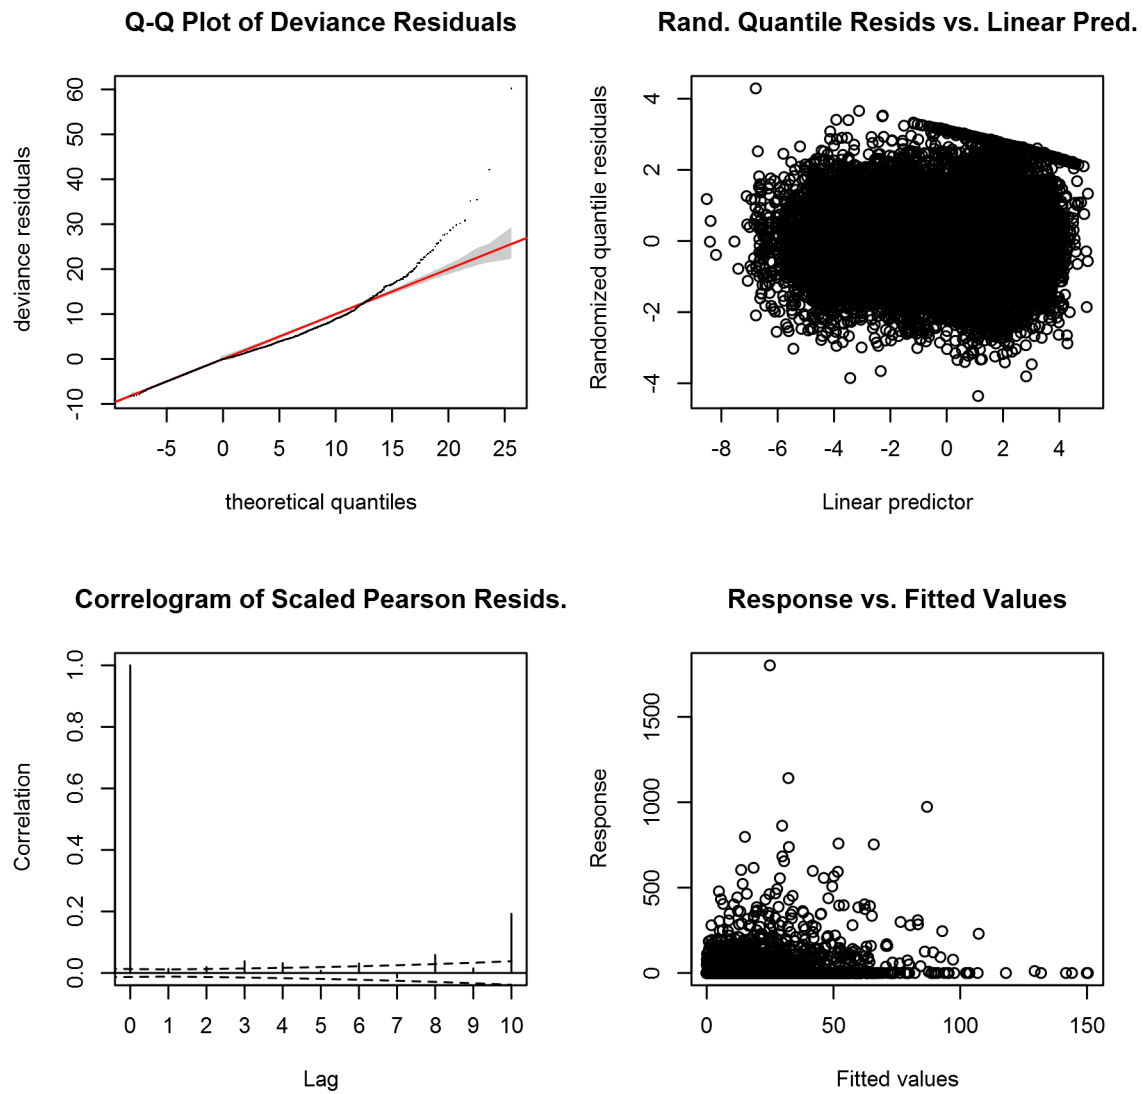 Q-Q Plot of Deviance Residuals
deviance residuals
60
50
40
30
20
10
0
-10
-5 0 5 10 15 20 25
theoretical quantiles
Rand. Quantile Resids vs. Linear Pred.
Randomized quantile residuals
4
2
0
-2
-4
-8 -6 -4 -2 0 2 4
Linear predictor
Correlogram of Scaled Pearson Resids.
Correlation
1.0
0.8
0.6
0.4
0.2
0.0
0 1 2 3 4 5 6 7 8 9 10
Lag
Response vs. Fitted Values
Response
1500
1000
500
0
0 50 100 150
Fitted values